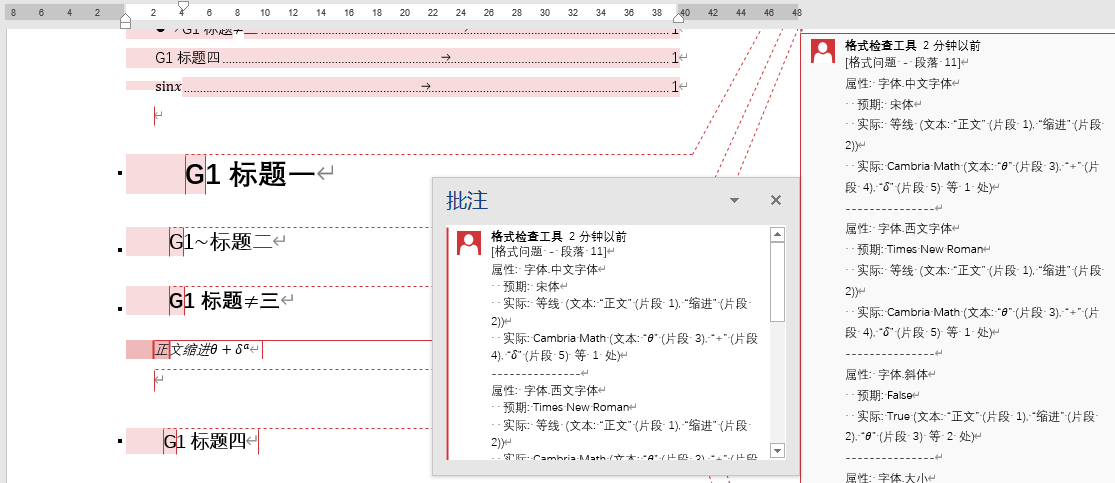 8 6 4 2 2 4 6 8 10 12 14 16 18 20 22 24 26 28 30 32 34 36 38 40 42 44 46 48
G1 标题四 → 1
sinx → 1
G1 标题一
G1~标题二
G1 标题≠三
正文缩进θ + δᵃ
G1 标题四
批注
格式检查工具 2 分钟以前
[格式问题 - 段落 11]
属性: 字体.中文字体
预期: 宋体
实际: 等线 (文本: “正文” (片段 1), “缩进” (片段
2))
实际: Cambria Math (文本: “θ” (片段 3), “+” (片段
4), “δ” (片段 5) 等 1 处)
---------------
属性: 字体.西文字体
预期: Times New Roman
实际: 等线 (文本: “正文” (片段 1), “缩进” (片段
2))
实际: Cambria Math (文本: “θ” (片段 3), “+” (片段
格式检查工具 2 分钟以前
[格式问题 - 段落 11]
属性: 字体.中文字体
预期: 宋体
实际: 等线 (文本: “正文” (片段 1), “缩进” (片段
2))
实际: Cambria Math (文本: “θ” (片段 3), “+” (片
段 4), “δ” (片段 5) 等 1 处)
---------------
属性: 字体.西文字体
预期: Times New Roman
实际: 等线 (文本: “正文” (片段 1), “缩进” (片段
2))
实际: Cambria Math (文本: “θ” (片段 3), “+” (片
段 4), “δ” (片段 5) 等 1 处)
---------------
属性: 字体.斜体
预期: False
实际: True (文本: “正文” (片段 1), “缩进” (片段
2), “θ” (片段 3) 等 2 处)
---------------
属性: 字体.大小